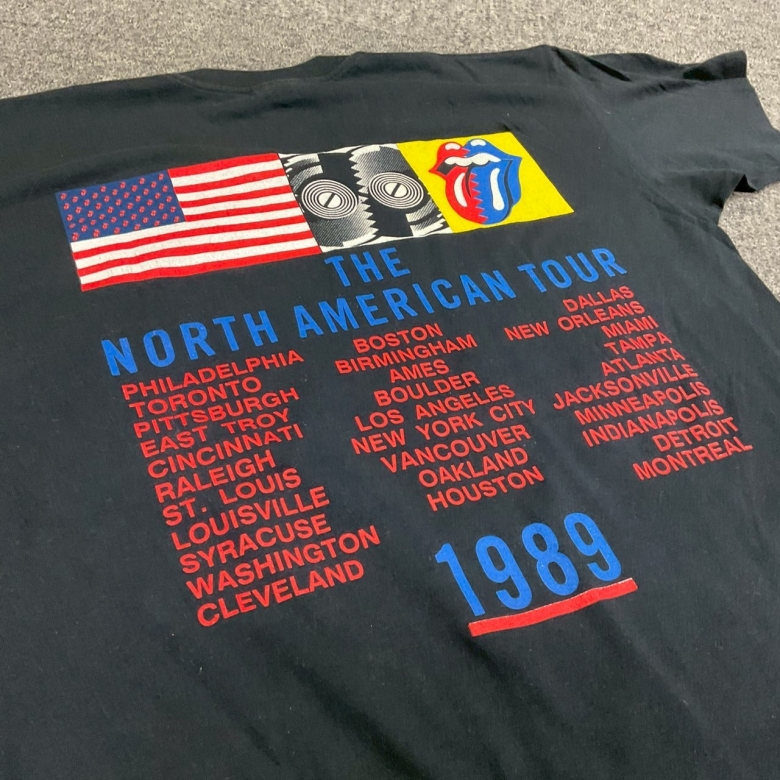 THE
NORTH AMERICAN TOUR
PHILADELPHIA
TORONTO
PITTSBURGH
EAST TROY
CINCINNATI
RALEIGH
ST. LOUIS
LOUISVILLE
SYRACUSE
WASHINGTON
CLEVELAND
BOSTON
BIRMINGHAM
AMES
BOULDER
LOS ANGELES
NEW YORK CITY
VANCOUVER
OAKLAND
HOUSTON
DALLAS
NEW ORLEANS
MIAMI
TAMPA
ATLANTA
JACKSONVILLE
MINNEAPOLIS
INDIANAPOLIS
DETROIT
MONTREAL
1989